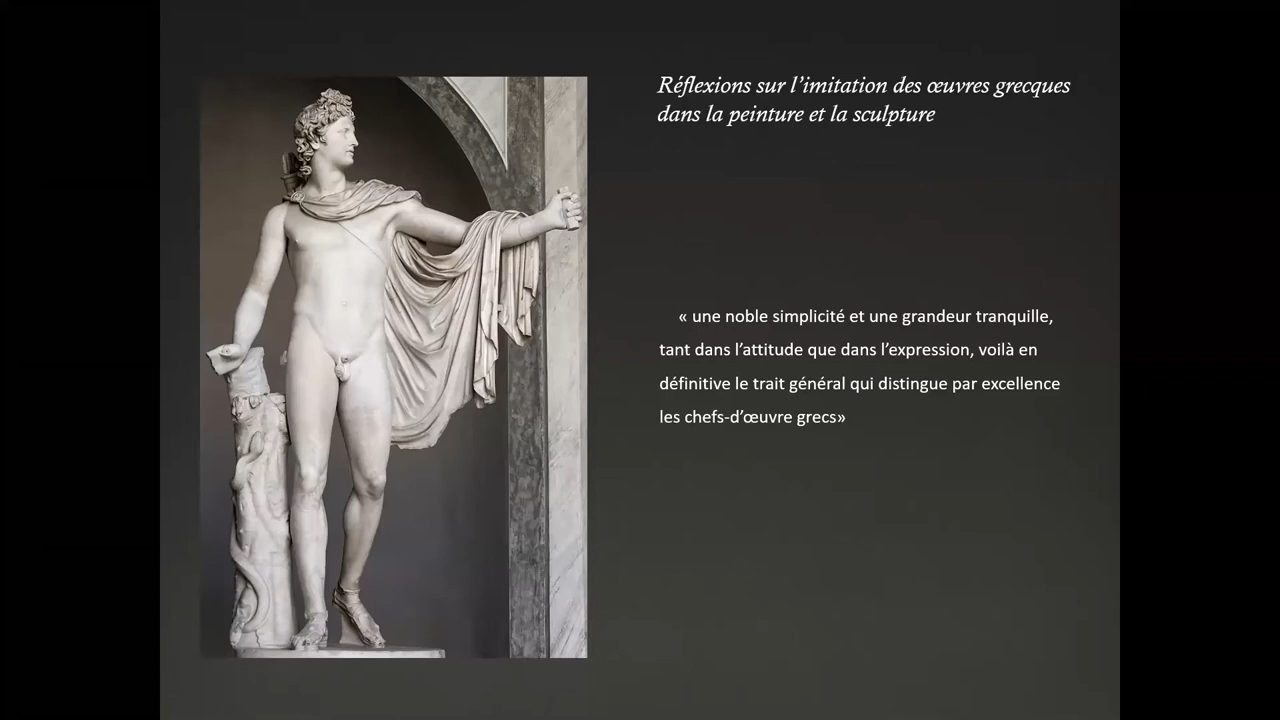 Réflexions sur l’imitation des œuvres grecques
dans la peinture et la sculpture
« une noble simplicité et une grandeur tranquille,
tant dans l’attitude que dans l’expression, voilà en
définitive le trait général qui distingue par excellence
les chefs-d’œuvre grecs»